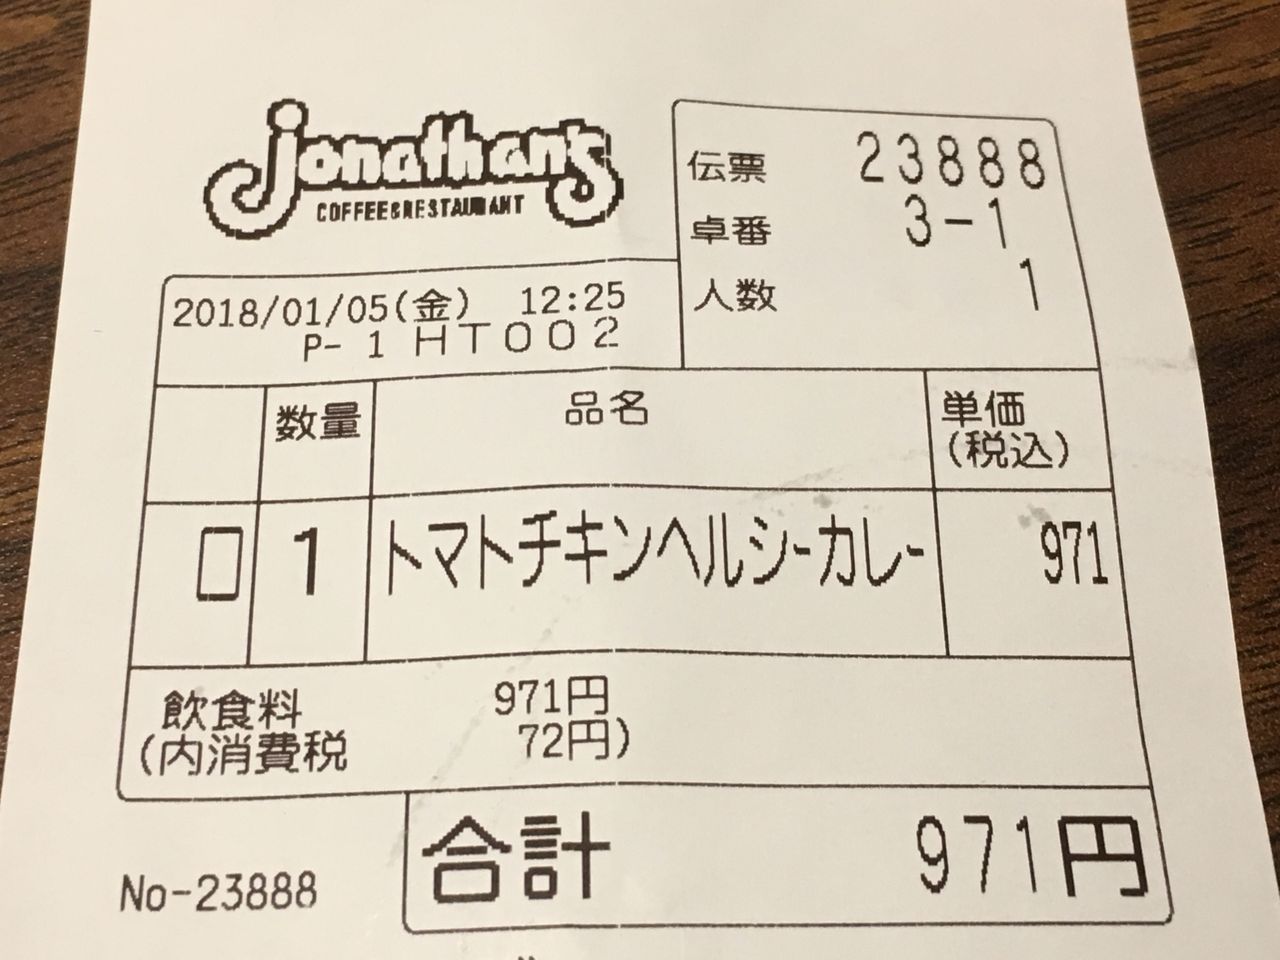 Jonathan's
COFFEE&RESTAURANT
伝票 23888
卓番 3-1
人数 1
2018/01/05(金) 12:25
P- 1 HT002
数量 品名 単価
(税込)
□ 1 トマトチキンヘルシーカレー 971
飲食料 971円
(内消費税 72円)
合計 971円
No-23888